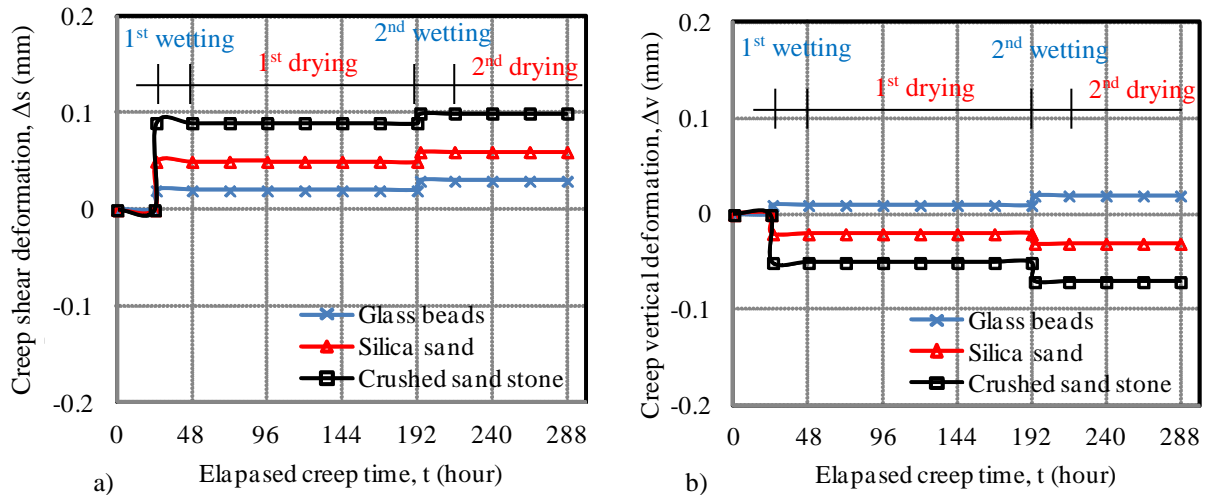 Creep shear deformation, Δs (mm)
0.2
0.1
0
-0.1
-0.2
1st wetting
2nd wetting
1st drying
2nd drying
Glass beads
Silica sand
Crushed sand stone
0 48 96 144 192 240 288
a) Elapased creep time, t (hour)
Creep vertical deformation, Δv (mm)
0.2
0.1
0
-0.1
-0.2
1st wetting
2nd wetting
1st drying
2nd drying
Glass beads
Silica sand
Crushed sand stone
0 48 96 144 192 240 288
b) Elapased creep time, t (hour)